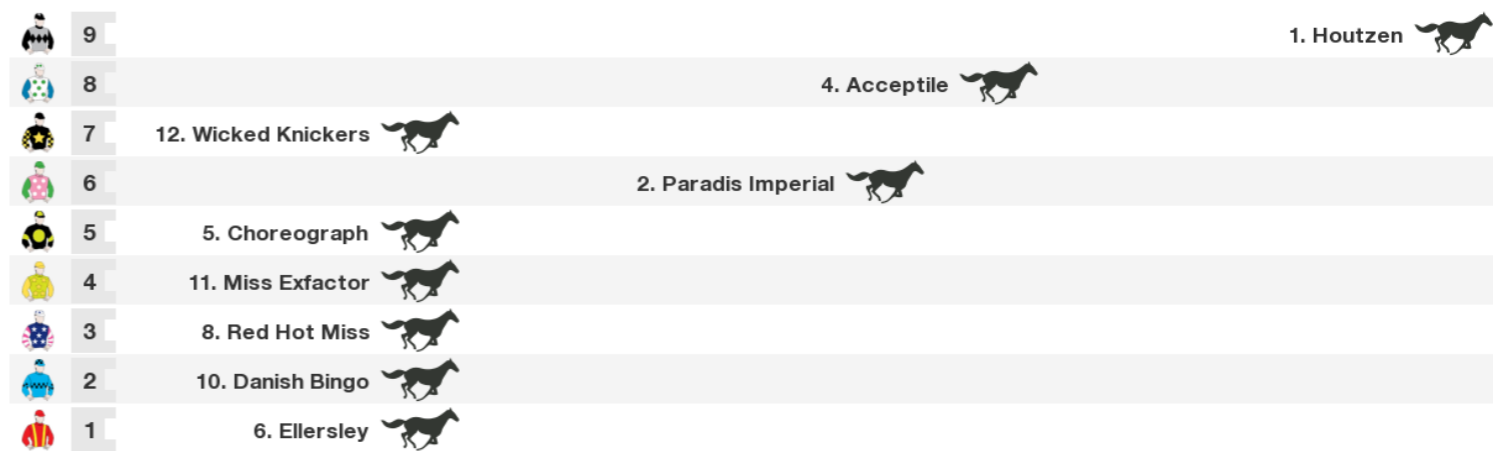 9 1. Houtzen
8 4. Acceptile
7 12. Wicked Knickers
6 2. Paradis Imperial
5 5. Choreograph
4 11. Miss Exfactor
3 8. Red Hot Miss
2 10. Danish Bingo
1 6. Ellersley